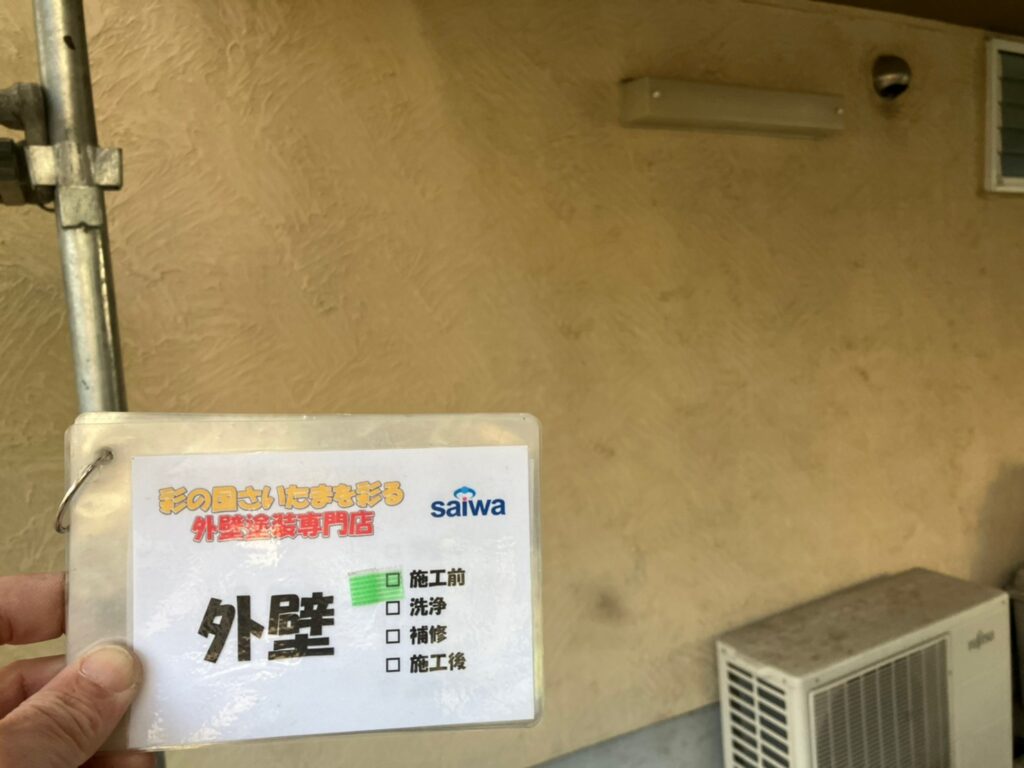 彩の国さいたまを彩る
外壁塗装専門店
saiwa
外壁
□ 施工前
□ 洗浄
□ 補修
□ 施工後
FUJITSU